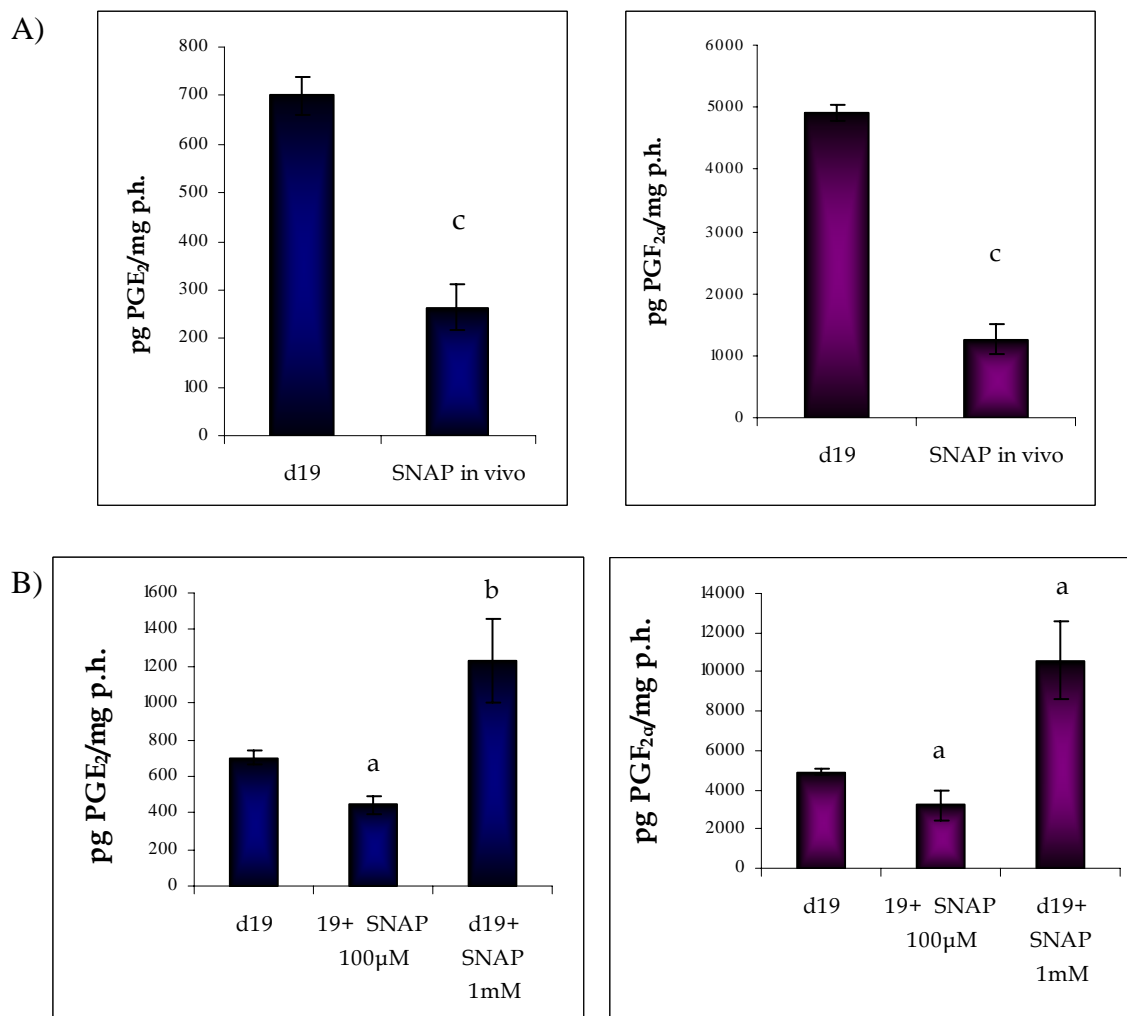 A)
pg PGE₂/mg p.h.
800
700
600
500
400
300
200
100
0
c
d19
SNAP in vivo
pg PGF₂α/mg p.h.
6000
5000
4000
3000
2000
1000
0
c
d19
SNAP in vivo
B)
pg PGE₂/mg p.h.
1600
1400
1200
1000
800
600
400
200
0
a
b
d19
19+ SNAP
100µM
d19+
SNAP
1mM
pg PGF₂α/mg p.h.
14000
12000
10000
8000
6000
4000
2000
0
a
a
d19
19+ SNAP
100µM
d19+
SNAP
1mM